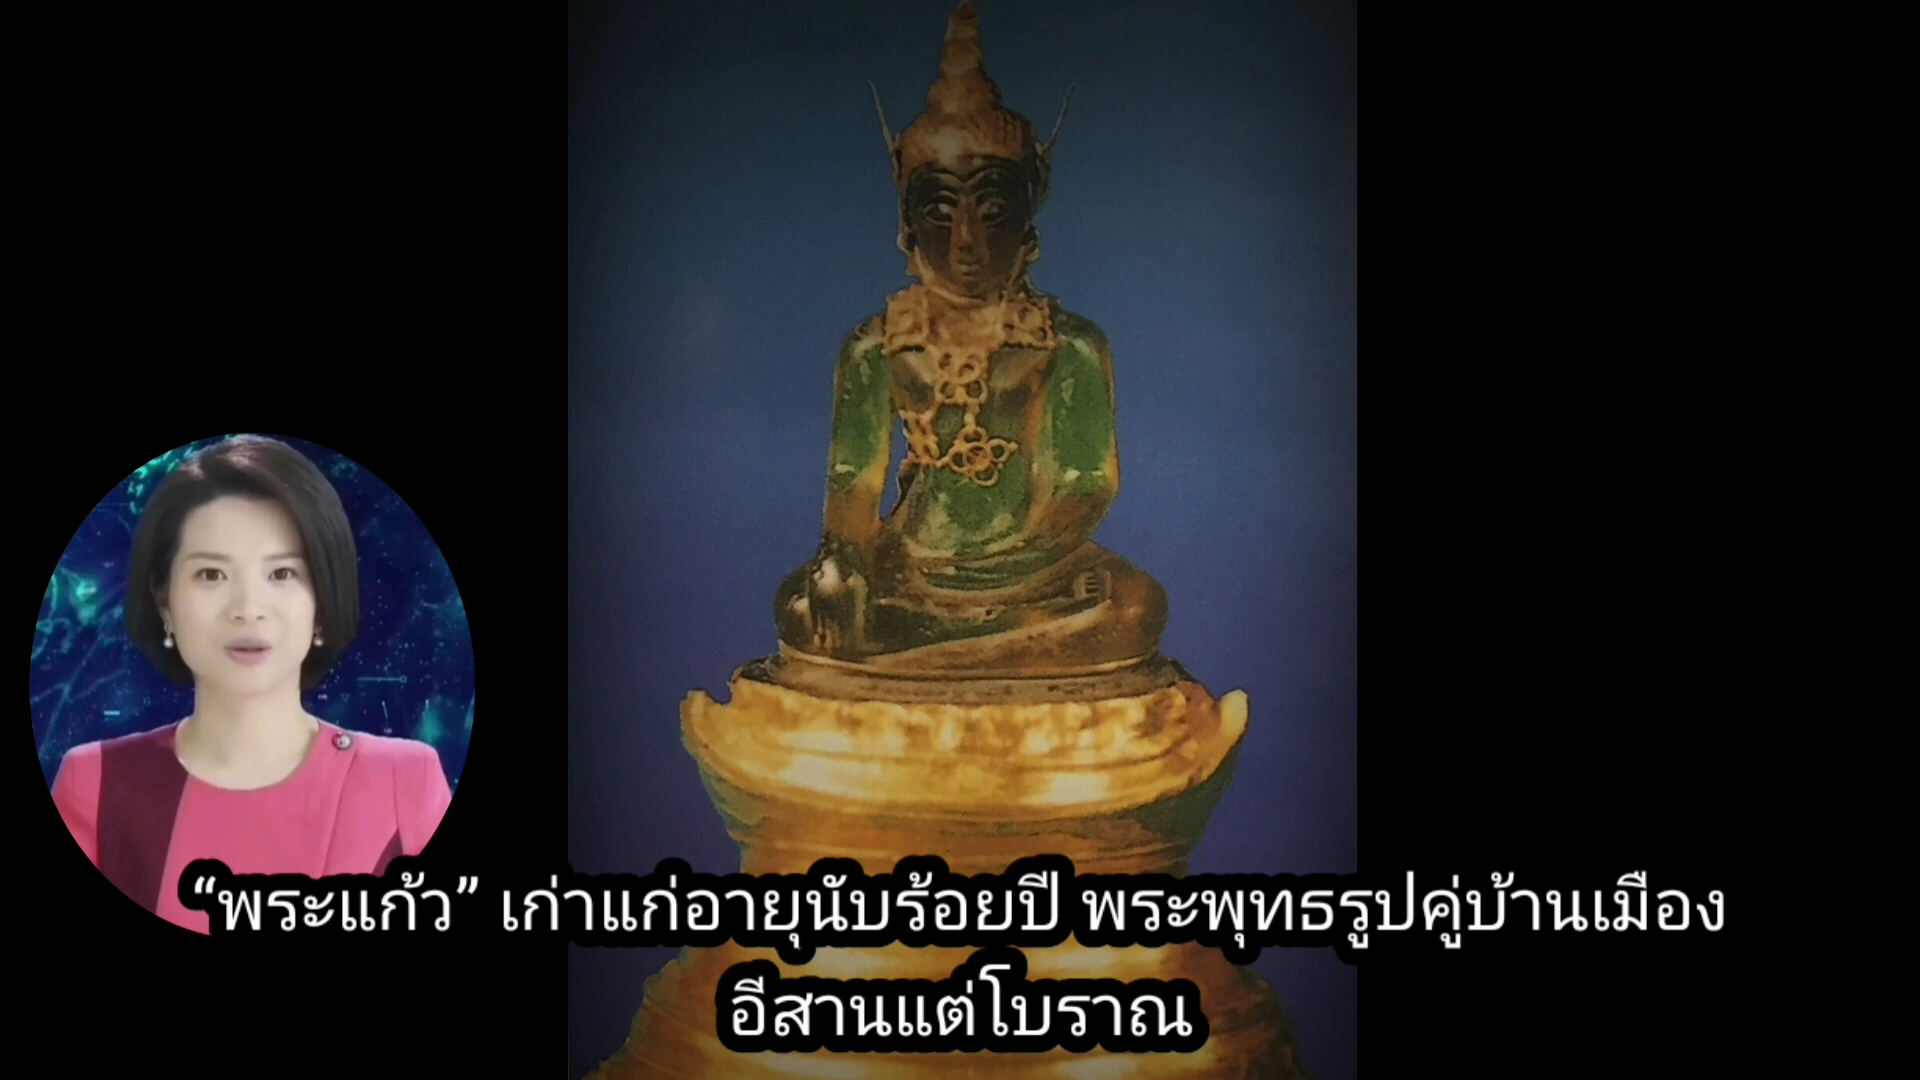 “พระแก้ว” เก่าแก่อายุนับร้อยปี พระพุทธรูปคู่บ้านเมือง
อีสานแต่โบราณ